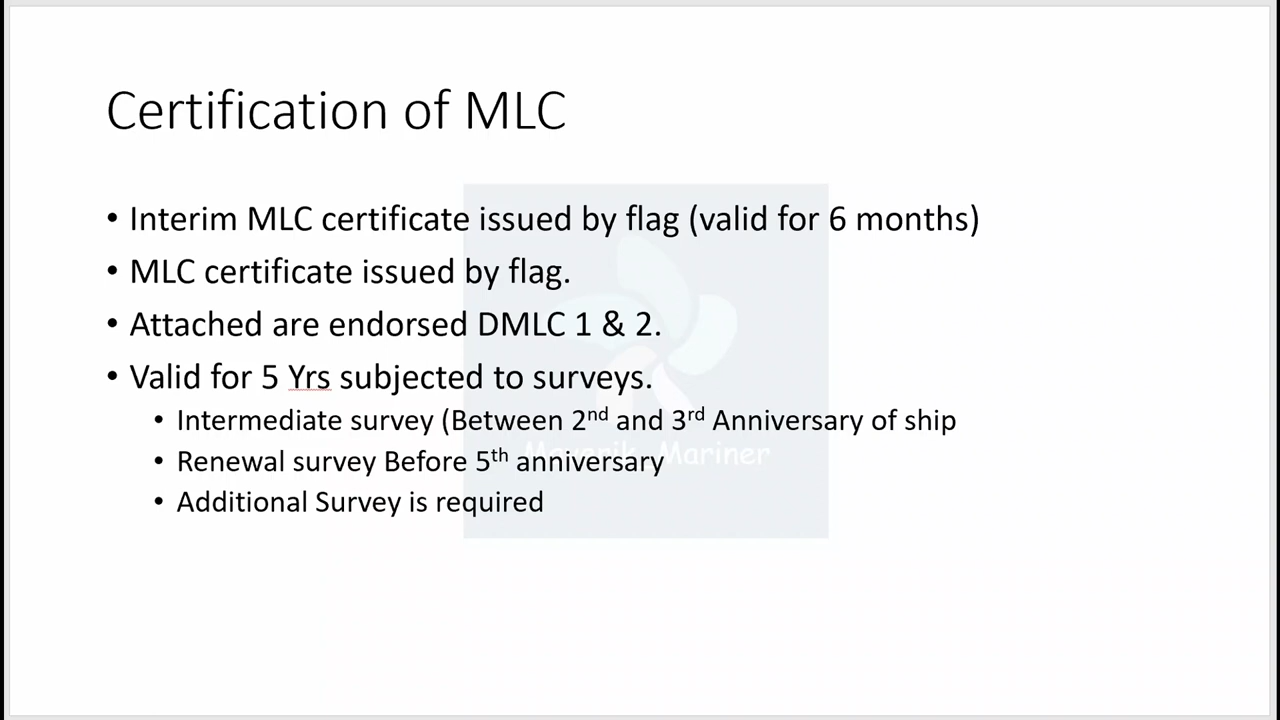 Certification of MLC
• Interim MLC certificate issued by flag (valid for 6 months)
• MLC certificate issued by flag.
• Attached are endorsed DMLC 1 & 2.
• Valid for 5 Yrs subjected to surveys.
• Intermediate survey (Between 2nd and 3rd Anniversary of ship
• Renewal survey Before 5th anniversary
Maverik Mariner
• Additional Survey is required